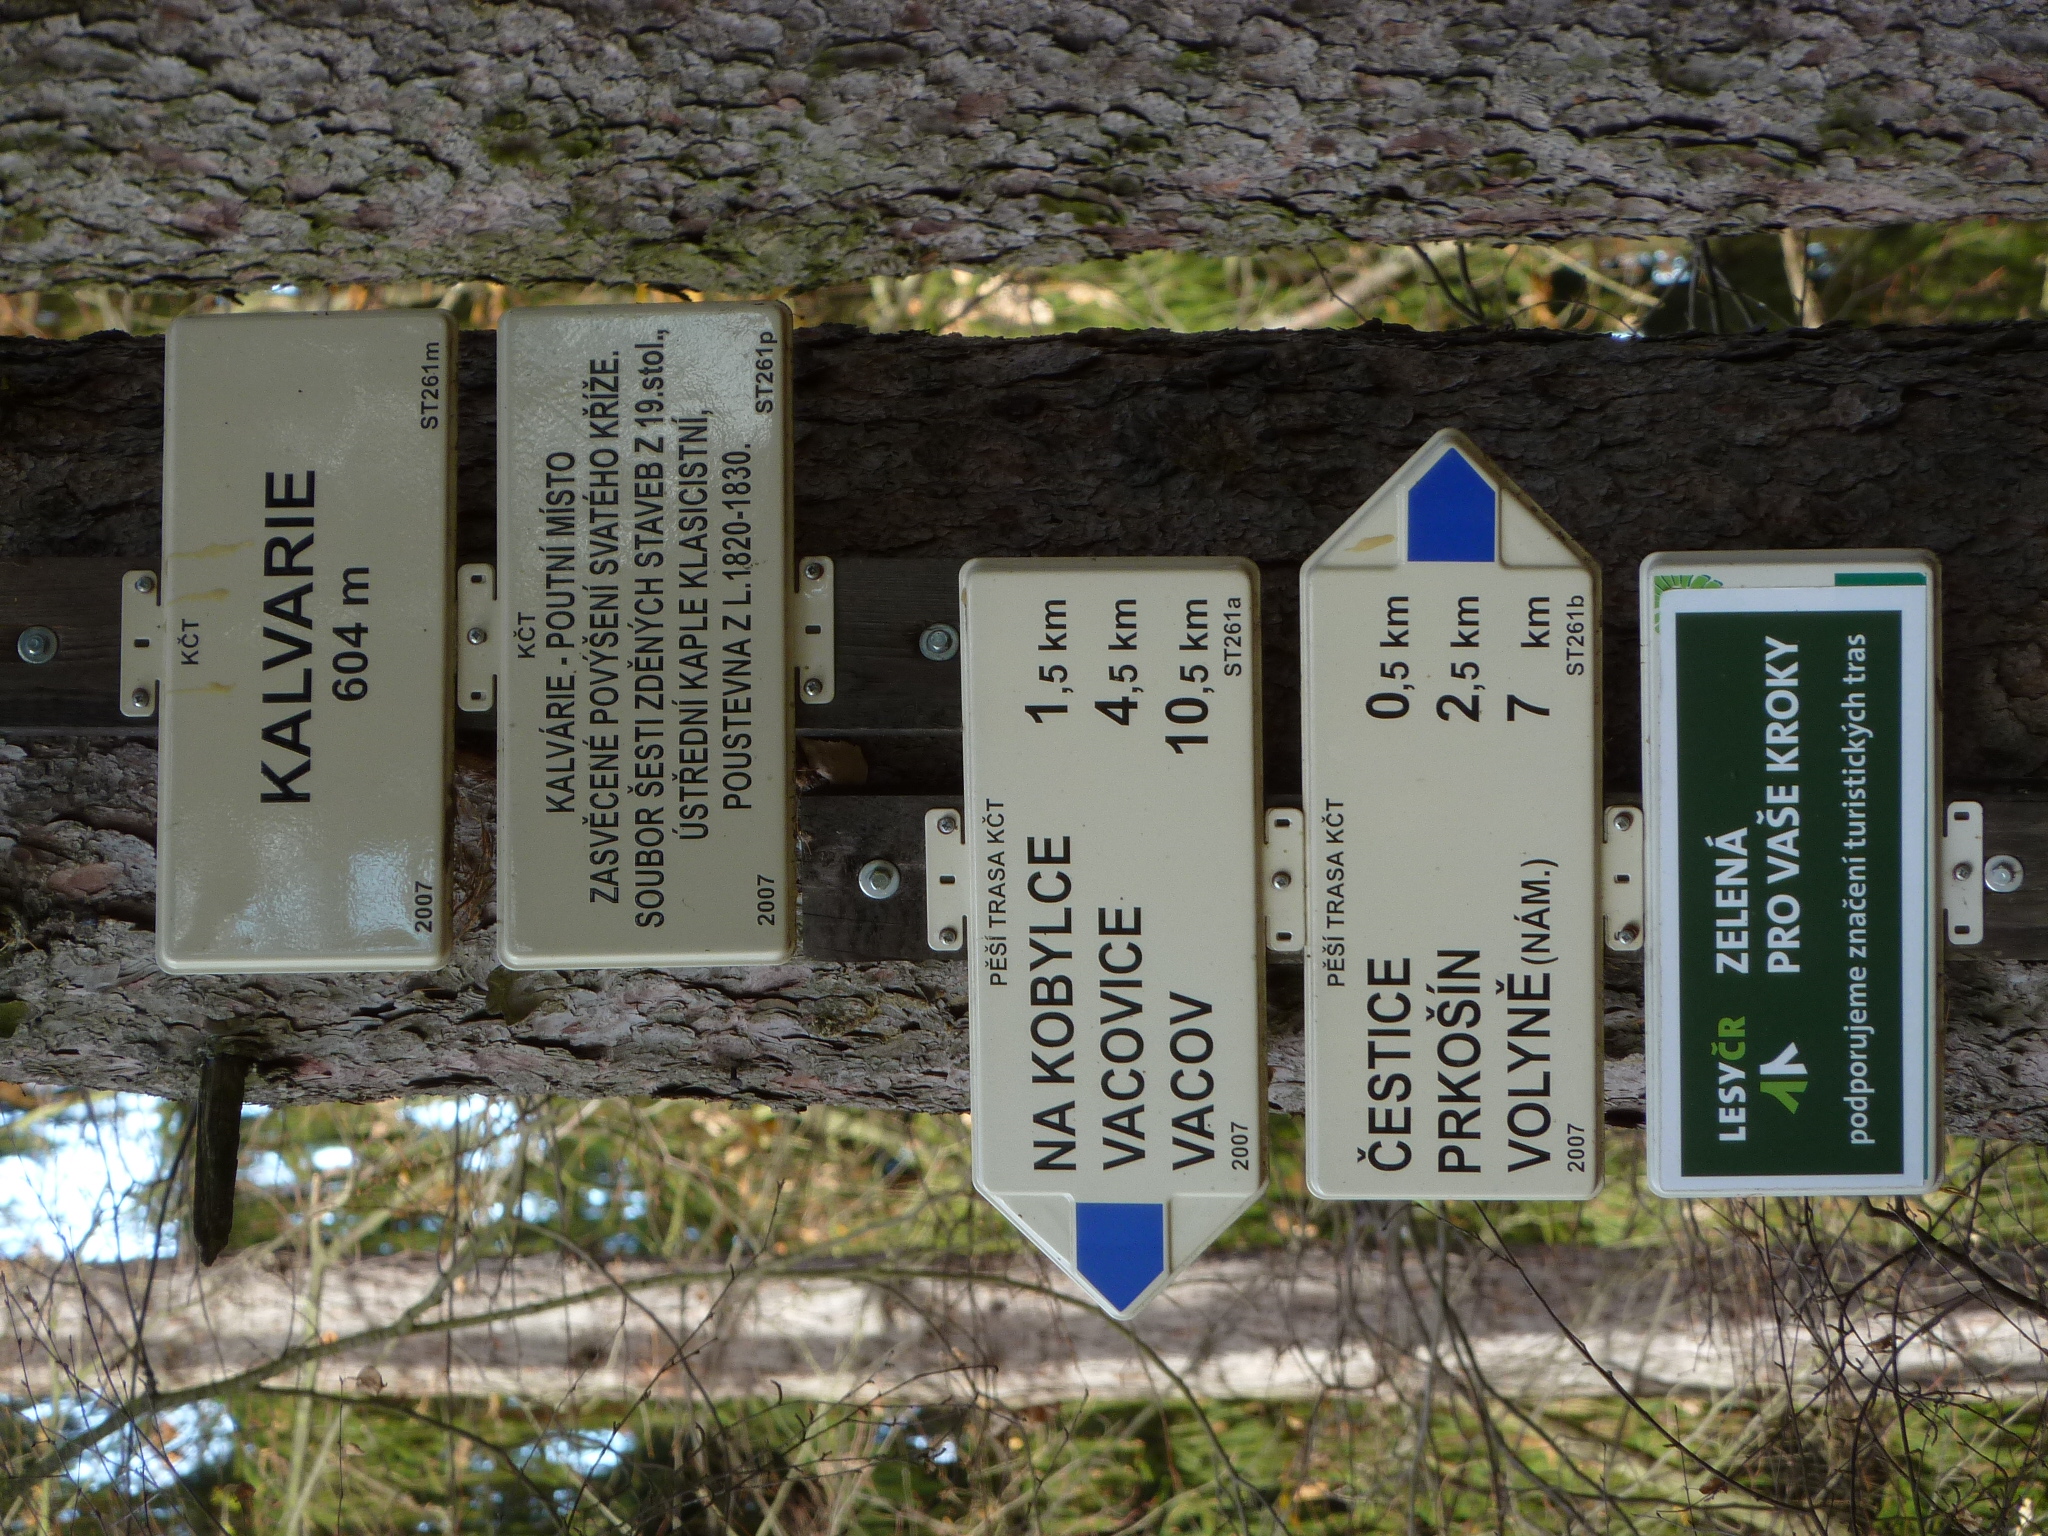 KČT
KALVARIE
604 m
2007 ST261m
KČT
KALVÁRIE - POUTNÍ MÍSTO
ZASVĚCENÉ POVÝŠENÍ SVATÉHO KŘÍŽE.
SOUBOR ŠESTI ZDĚNÝCH STAVEB Z 19.stol.,
ÚSTŘEDNÍ KAPLE KLASICISTNÍ,
POUSTEVNA Z L.1820-1830.
2007 ST261p
PĚŠÍ TRASA KČT
NA KOBYLCE 1,5 km
VACOVICE 4,5 km
VACOV 10,5 km
2007 ST261a
PĚŠÍ TRASA KČT
ČESTICE 0,5 km
PRKOŠÍN 2,5 km
VOLYNĚ (NÁM.) 7 km
2007 ST261b
LESY ČR ZELENÁ
PRO VAŠE KROKY
podporujeme značení turistických tras